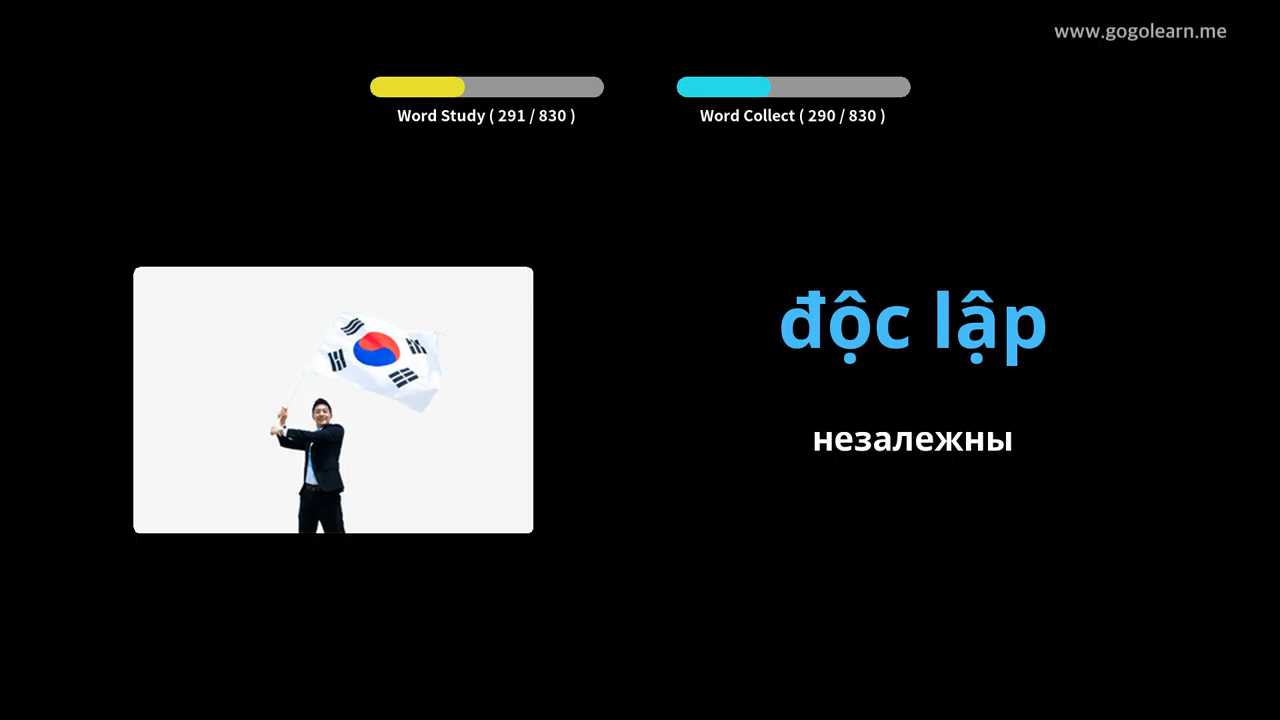 www.gogolearn.me
Word Study ( 291 / 830 )
Word Collect ( 290 / 830 )
độc lập
незалежны